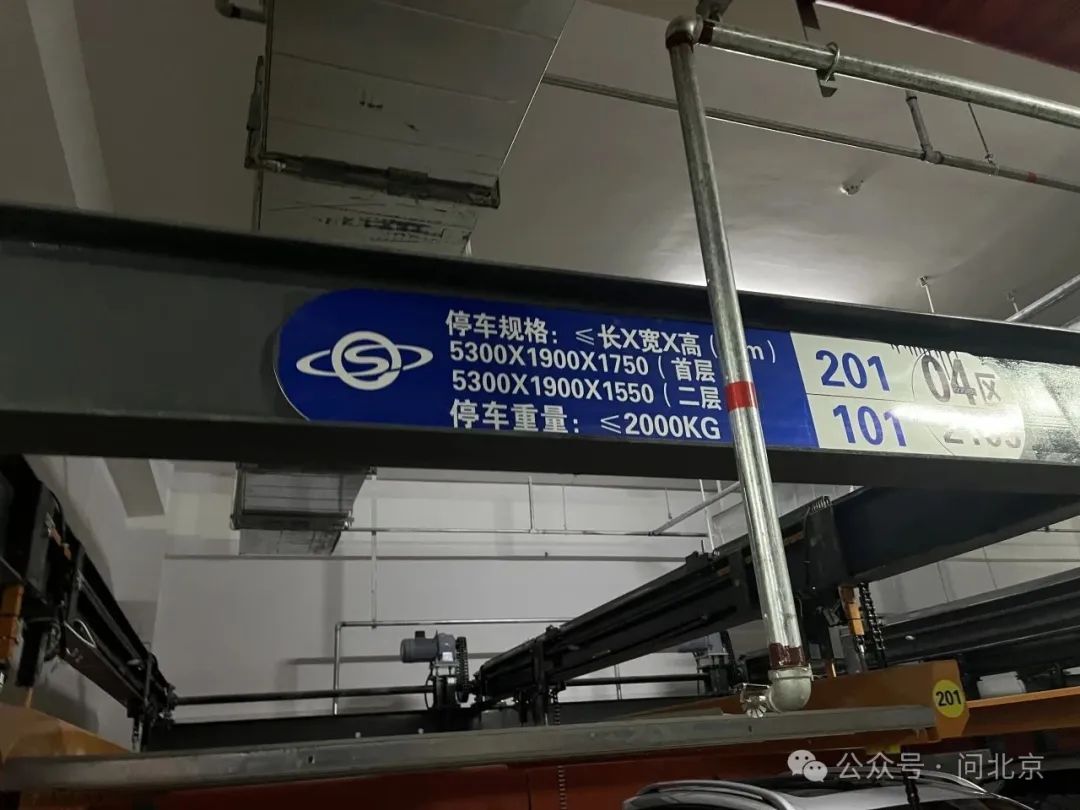 停车规格：≤长X宽X高（
m）
5300X1900X1750（首层
5300X1900X1550（二层
停车重量：≤2000KG
201
101
04区
201
公众号·问北京